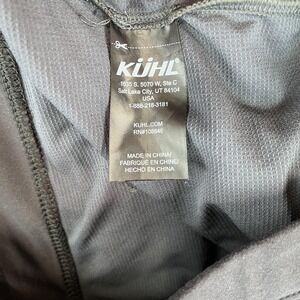 KÜHL
1635 S. 5070 W, Ste C
Salt Lake City, UT 84104
USA
1-888-218-3181
KUHL.COM
RN#108846
MADE IN CHINA/
FABRIQUÉ EN CHINE/
HECHO EN CHINA